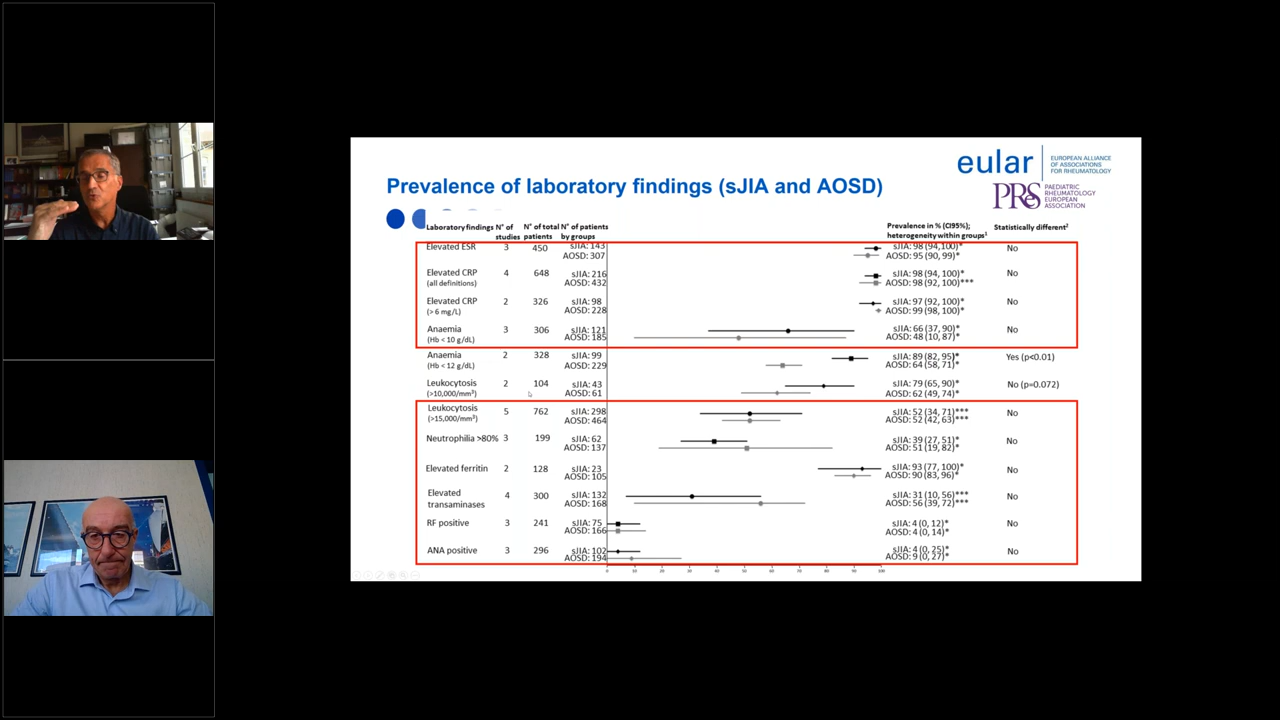 eular
EUROPEAN ALLIANCE
OF ASSOCIATIONS
FOR RHEUMATOLOGY
PReS
PAEDIATRIC
RHEUMATOLOGY
EUROPEAN
ASSOCIATION
Prevalence of laboratory findings (sJIA and AOSD)
Laboratory findings N° of studies N° of total patients N° of patients by groups Prevalence in % (CI95%); heterogeneity within groups¹ Statistically different²
Elevated ESR 3 450 sJIA: 143 sJIA: 98 (94,100)* No
AOSD: 307 AOSD: 95 (90, 99)*
Elevated CRP 4 648 sJIA: 216 sJIA: 98 (94, 100)* No
(all definitions) AOSD: 432 AOSD: 98 (92, 100)***
Elevated CRP 2 326 sJIA: 98 sJIA: 97 (92, 100)* No
(> 6 mg/L) AOSD: 228 AOSD: 99 (98, 100)*
Anaemia 3 306 sJIA: 121 sJIA: 66 (37, 90)* No
(Hb < 10 g/dL) AOSD: 185 AOSD: 48 (10, 87)*
Anaemia 2 328 sJIA: 99 sJIA: 89 (82, 95)* Yes (p<0.01)
(Hb < 12 g/dL) AOSD: 229 AOSD: 64 (58, 71)*
Leukocytosis 2 104 sJIA: 43 sJIA: 79 (65, 90)* No (p=0.072)
(>10,000/mm³) AOSD: 61 AOSD: 62 (49, 74)*
Leukocytosis 5 762 sJIA: 298 sJIA: 52 (34, 71)*** No
(>15,000/mm³) AOSD: 464 AOSD: 52 (42, 63)***
Neutrophilia >80% 3 199 sJIA: 62 sJIA: 39 (27, 51)* No
AOSD: 137 AOSD: 51 (19, 82)*
Elevated ferritin 2 128 sJIA: 23 sJIA: 93 (77, 100)* No
AOSD: 105 AOSD: 90 (83, 96)*
Elevated 4 300 sJIA: 132 sJIA: 31 (10, 56)*** No
transaminases AOSD: 168 AOSD: 56 (39, 72)***
RF positive 3 241 sJIA: 75 sJIA: 4 (0, 12)* No
AOSD: 166 AOSD: 4 (0, 14)*
ANA positive 3 296 sJIA: 102 sJIA: 4 (0, 25)* No
AOSD: 194 AOSD: 9 (0, 27)*
0 10 20 30 40 50 60 70 80 90 100